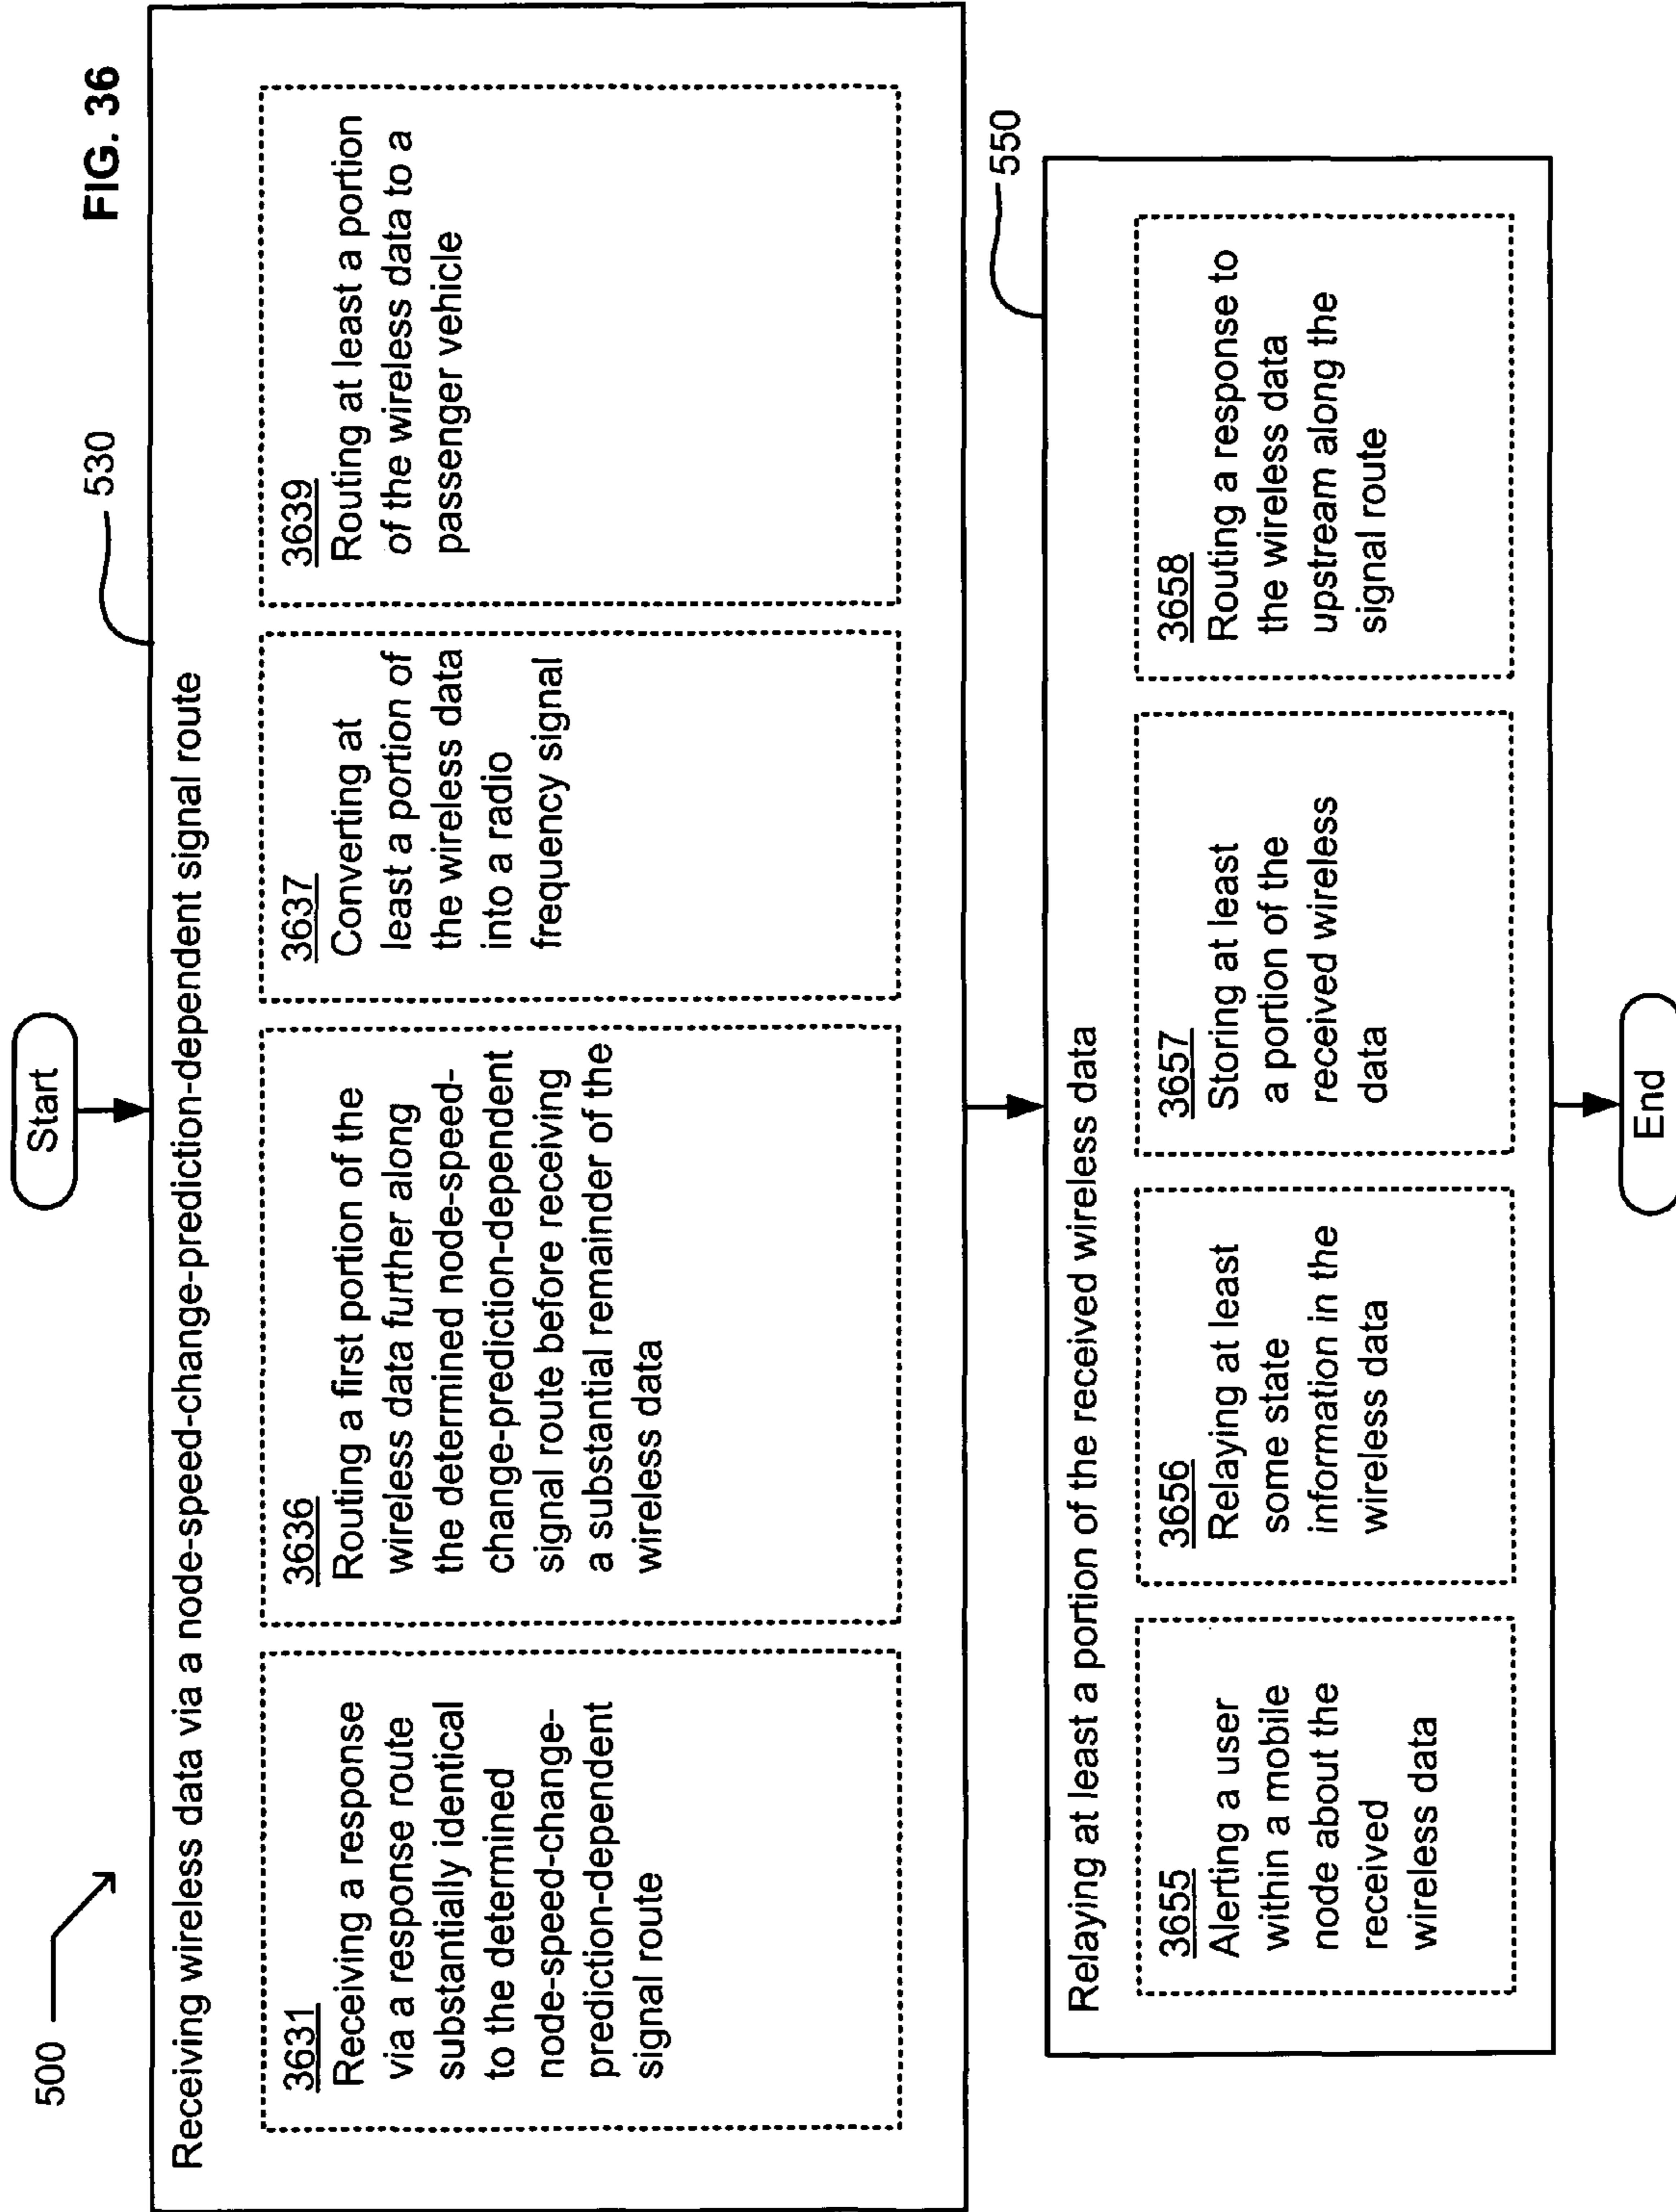 FIG. 36
500
Start
530
Receiving wireless data via a node-speed-change-prediction-dependent signal route
3631
Receiving a response
via a response route
substantially identical
to the determined
node-speed-change-
prediction-dependent
signal route
3636
Routing a first portion of the
wireless data further along
the determined node-speed-
change-prediction-dependent
signal route before receiving
a substantial remainder of the
wireless data
3637
Converting at
least a portion of
the wireless data
into a radio
frequency signal
3639
Routing at least a portion
of the wireless data to a
passenger vehicle
550
Relaying at least a portion of the received wireless data
3655
Alerting a user
within a mobile
node about the
received
wireless data
3656
Relaying at least
some state
information in the
wireless data
3657
Storing at least
a portion of the
received wireless
data
3658
Routing a response to
the wireless data
upstream along the
signal route
End